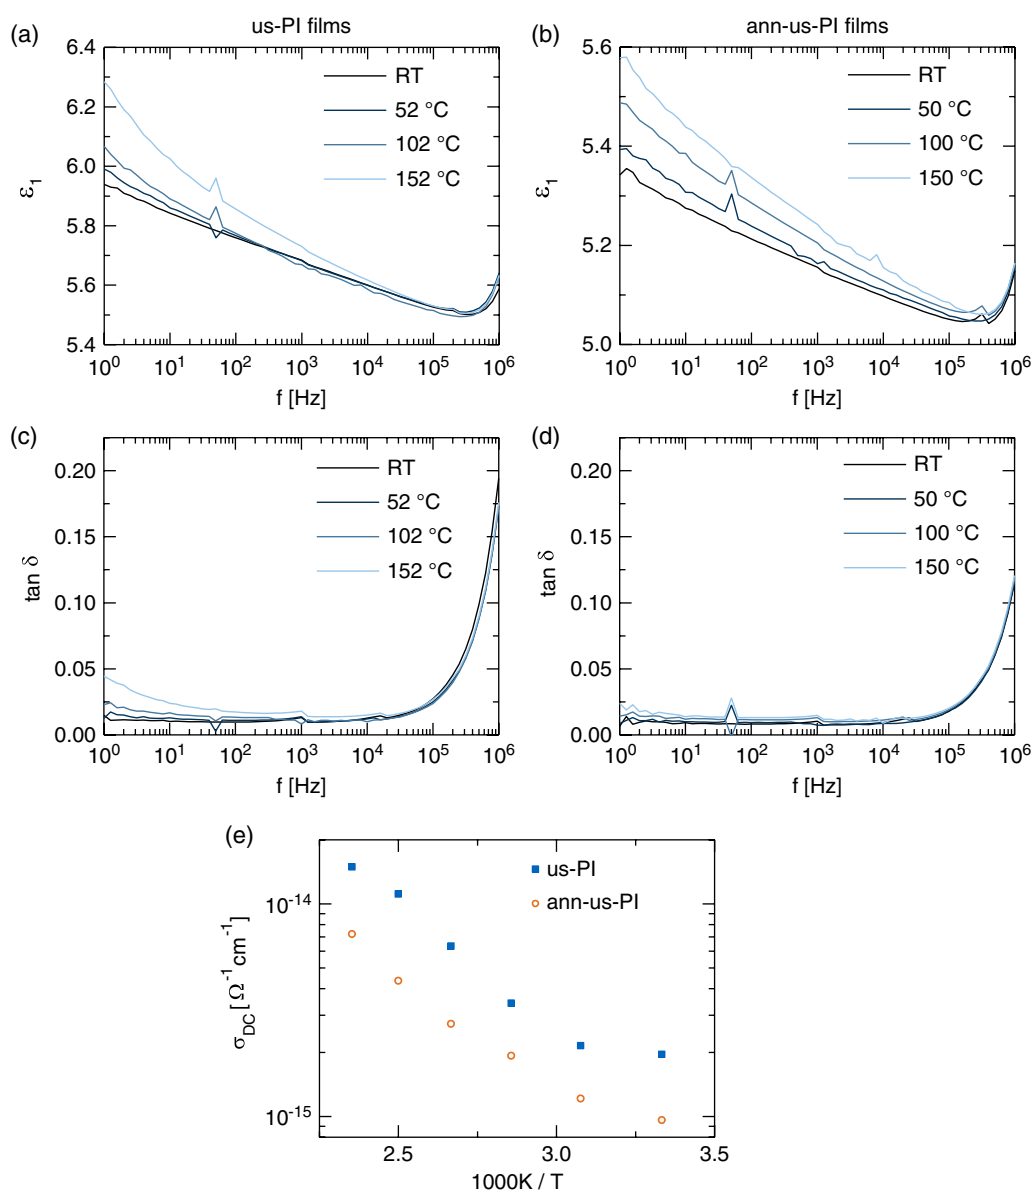 (a) us-PI films
6.4
6.2
6.0
5.8
5.6
5.4
ε1
RT
52 °C
102 °C
152 °C
10^0 10^1 10^2 10^3 10^4 10^5 10^6
f [Hz]
(b) ann-us-PI films
5.6
5.4
5.2
5.0
ε1
RT
50 °C
100 °C
150 °C
10^0 10^1 10^2 10^3 10^4 10^5 10^6
f [Hz]
(c)
0.20
0.15
0.10
0.05
0.00
tan δ
RT
52 °C
102 °C
152 °C
10^0 10^1 10^2 10^3 10^4 10^5 10^6
f [Hz]
(d)
0.20
0.15
0.10
0.05
0.00
tan δ
RT
50 °C
100 °C
150 °C
10^0 10^1 10^2 10^3 10^4 10^5 10^6
f [Hz]
(e)
10^-14
10^-15
σDC [ Ω^-1 cm^-1]
us-PI
ann-us-PI
2.5 3.0 3.5
1000K / T